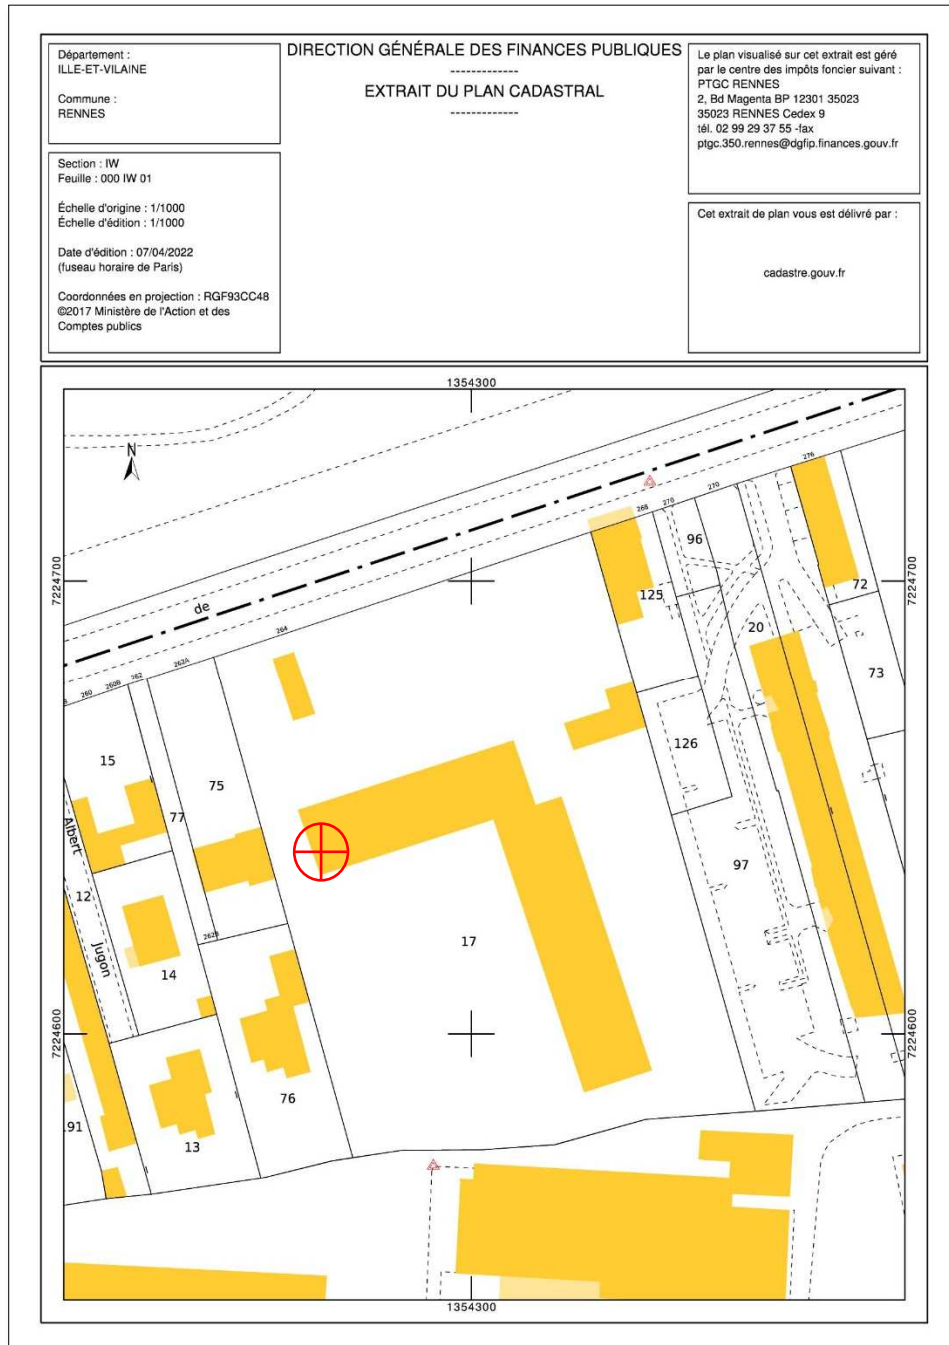 Département :
ILLE-ET-VILAINE
Commune :
RENNES
Section : IW
Feuille : 000 IW 01
Échelle d'origine : 1/1000
Échelle d'édition : 1/1000
Date d'édition : 07/04/2022
(fuseau horaire de Paris)
Coordonnées en projection : RGF93CC48
©2017 Ministère de l'Action et des
Comptes publics
DIRECTION GÉNÉRALE DES FINANCES PUBLIQUES
-------------
EXTRAIT DU PLAN CADASTRAL
-------------
Le plan visualisé sur cet extrait est géré
par le centre des impôts foncier suivant :
PTGC RENNES
2, Bd Magenta BP 12301 35023
35023 RENNES Cedex 9
tél. 02 99 29 37 55 -fax
ptgc.350.rennes@dgfip.finances.gouv.fr
Cet extrait de plan vous est délivré par :
cadastre.gouv.fr
1354300
N
276
270
270
268
96
7224700
7224700
125
72
de
20
264
262A
262
260B
260
73
15
126
75
77
Albert
97
12
17
262B
Jugon
14
7224600
7224600
76
191
13
1354300